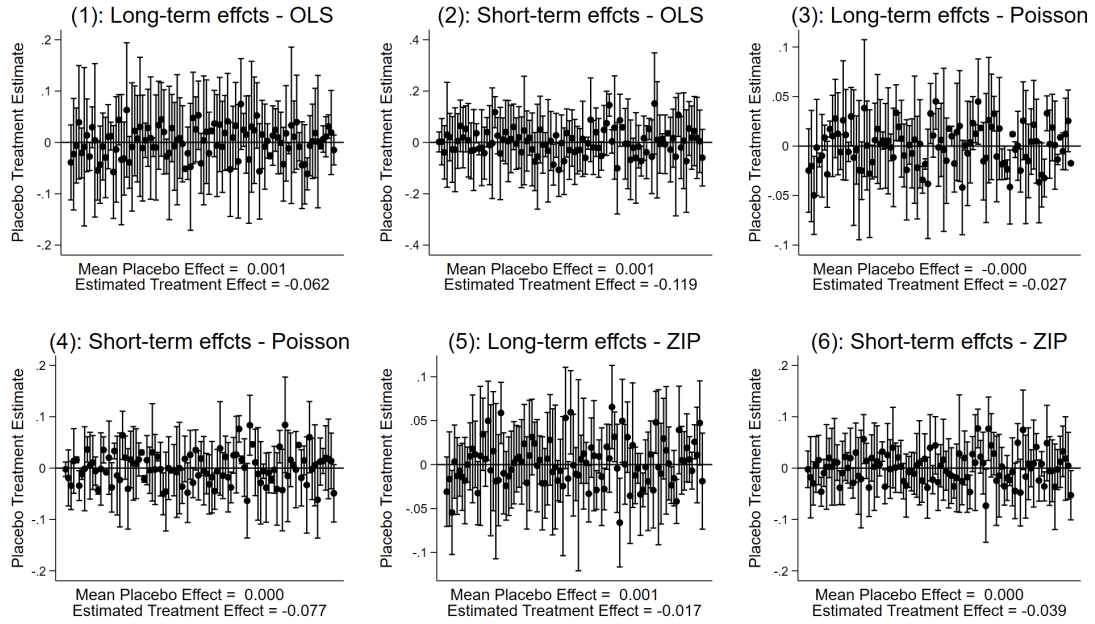 (1): Long-term effcts - OLS
Placebo Treatment Estimate
.2
.1
0
-.1
-.2
Mean Placebo Effect = 0.001
Estimated Treatment Effect = -0.062
(2): Short-term effcts - OLS
Placebo Treatment Estimate
.4
.2
0
-.2
-.4
Mean Placebo Effect = 0.001
Estimated Treatment Effect = -0.119
(3): Long-term effcts - Poisson
Placebo Treatment Estimate
.1
.05
0
-.05
-.1
Mean Placebo Effect = -0.000
Estimated Treatment Effect = -0.027
(4): Short-term effcts - Poisson
Placebo Treatment Estimate
.2
.1
0
-.1
-.2
Mean Placebo Effect = 0.000
Estimated Treatment Effect = -0.077
(5): Long-term effcts - ZIP
Placebo Treatment Estimate
.1
.05
0
-.05
-.1
Mean Placebo Effect = 0.001
Estimated Treatment Effect = -0.017
(6): Short-term effcts - ZIP
Placebo Treatment Estimate
.2
.1
0
-.1
-.2
Mean Placebo Effect = 0.000
Estimated Treatment Effect = -0.039